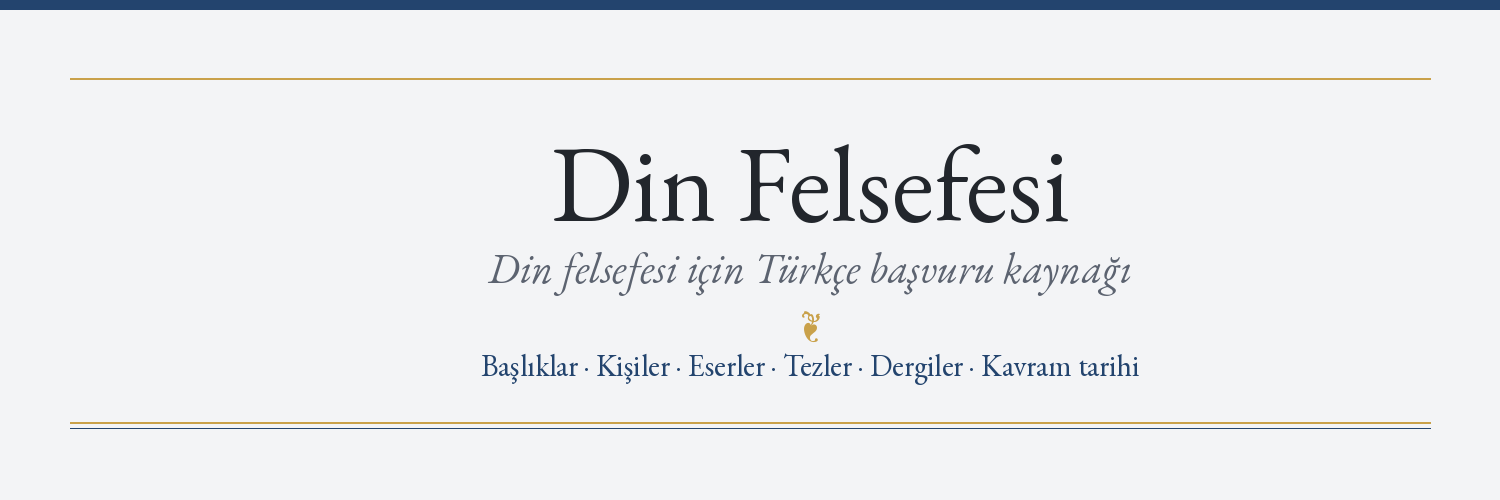 Din Felsefesi
Din felsefesi için Türkçe başvuru kaynağı
❦
Başlıklar · Kişiler · Eserler · Tezler · Dergiler · Kavram tarihi